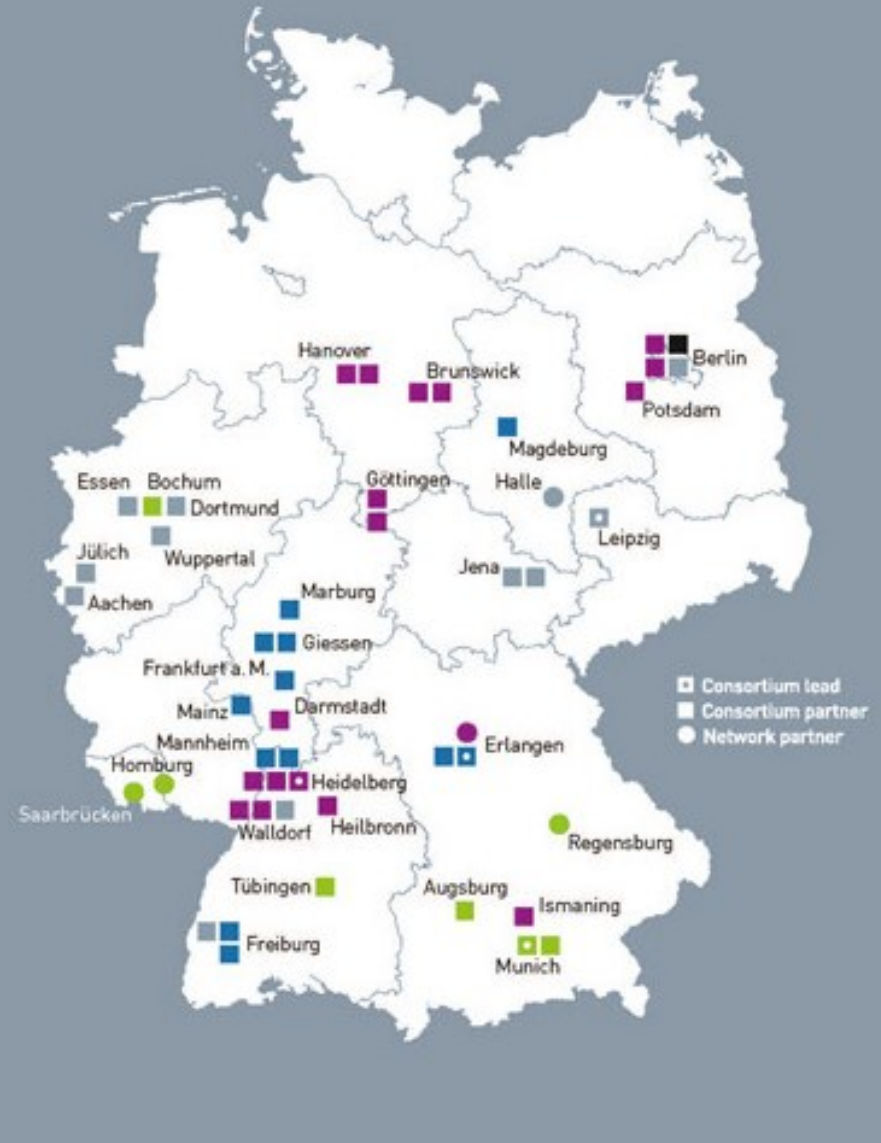 Hanover
Brunswick
Berlin
Potsdam
Magdeburg
Essen
Bochum
Göttingen
Halle
Dortmund
Leipzig
Wuppertal
Jülich
Jena
Aachen
Marburg
Giessen
Frankfurt a. M.
Consortium lead
Mainz
Darmstadt
Consortium partner
Network partner
Mannheim
Erlangen
Homburg
Heidelberg
Saarbrücken
Walldorf
Heilbronn
Regensburg
Tübingen
Augsburg
Ismaning
Freiburg
Munich